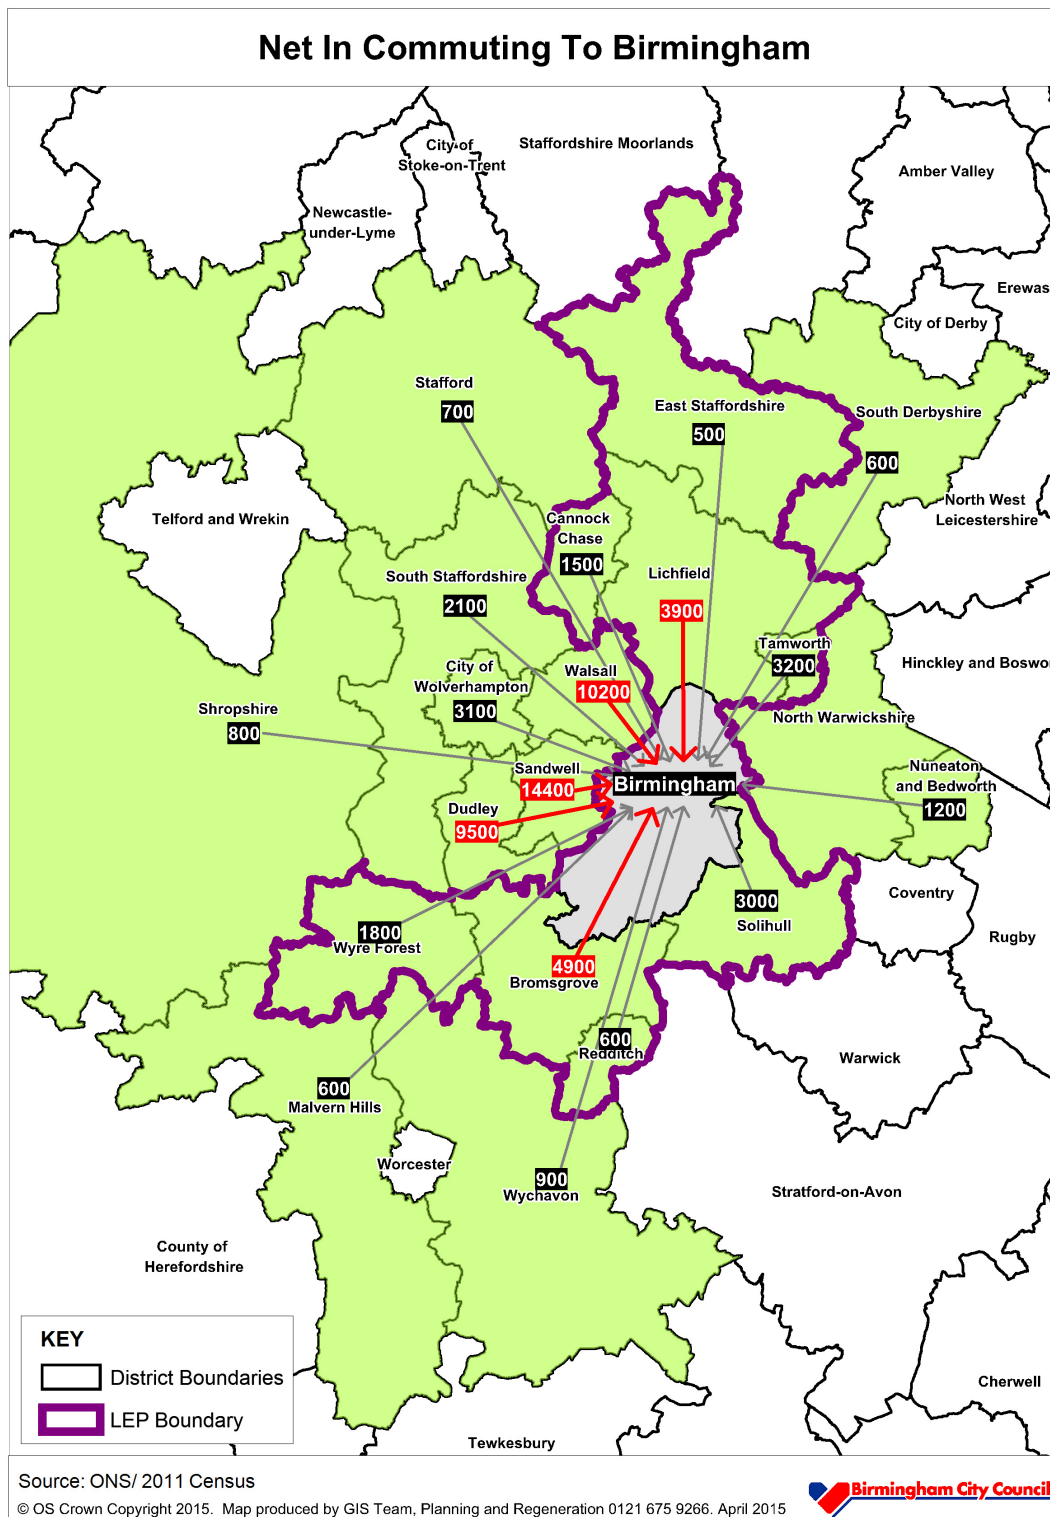 Net In Commuting To Birmingham
Staffordshire Moorlands
City of
Stoke-on-Trent
Amber Valley
Newcastle-
under-Lyme
Erewas
City of Derby
Stafford
700
East Staffordshire
500
South Derbyshire
600
North West
Leicestershire
Telford and Wrekin
Cannock
Chase
1500
Lichfield
3900
South Staffordshire
2100
Tamworth
3200
Hinckley and Boswor
City of
Wolverhampton
3100
Walsall
10200
Shropshire
800
North Warwickshire
Nuneaton
and Bedworth
1200
Sandwell
14400
Birmingham
Dudley
9500
3000
Solihull
Coventry
Rugby
1800
Wyre Forest
4900
Bromsgrove
600
Redditch
Warwick
600
Malvern Hills
Worcester
900
Wychavon
Stratford-on-Avon
County of
Herefordshire
Cherwell
Tewkesbury
KEY
District Boundaries
LEP Boundary
Source: ONS/ 2011 Census
© OS Crown Copyright 2015.  Map produced by GIS Team, Planning and Regeneration 0121 675 9266. April 2015
Birmingham City Council